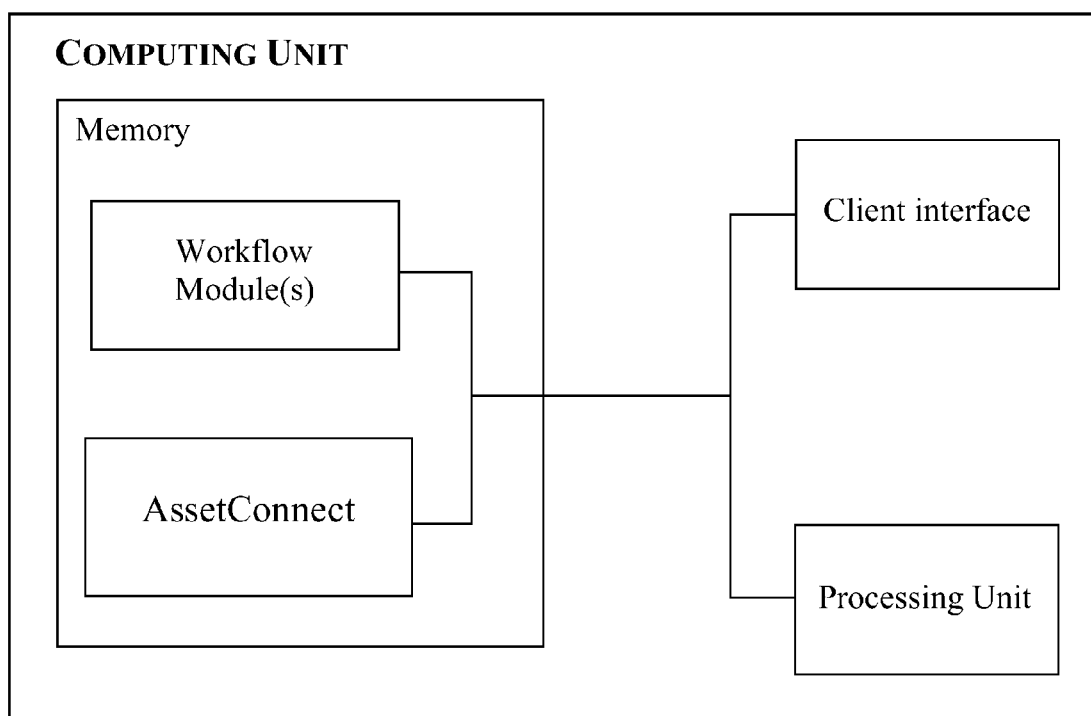 COMPUTING UNIT
Memory
Workflow
Module(s)
AssetConnect
Client interface
Processing Unit